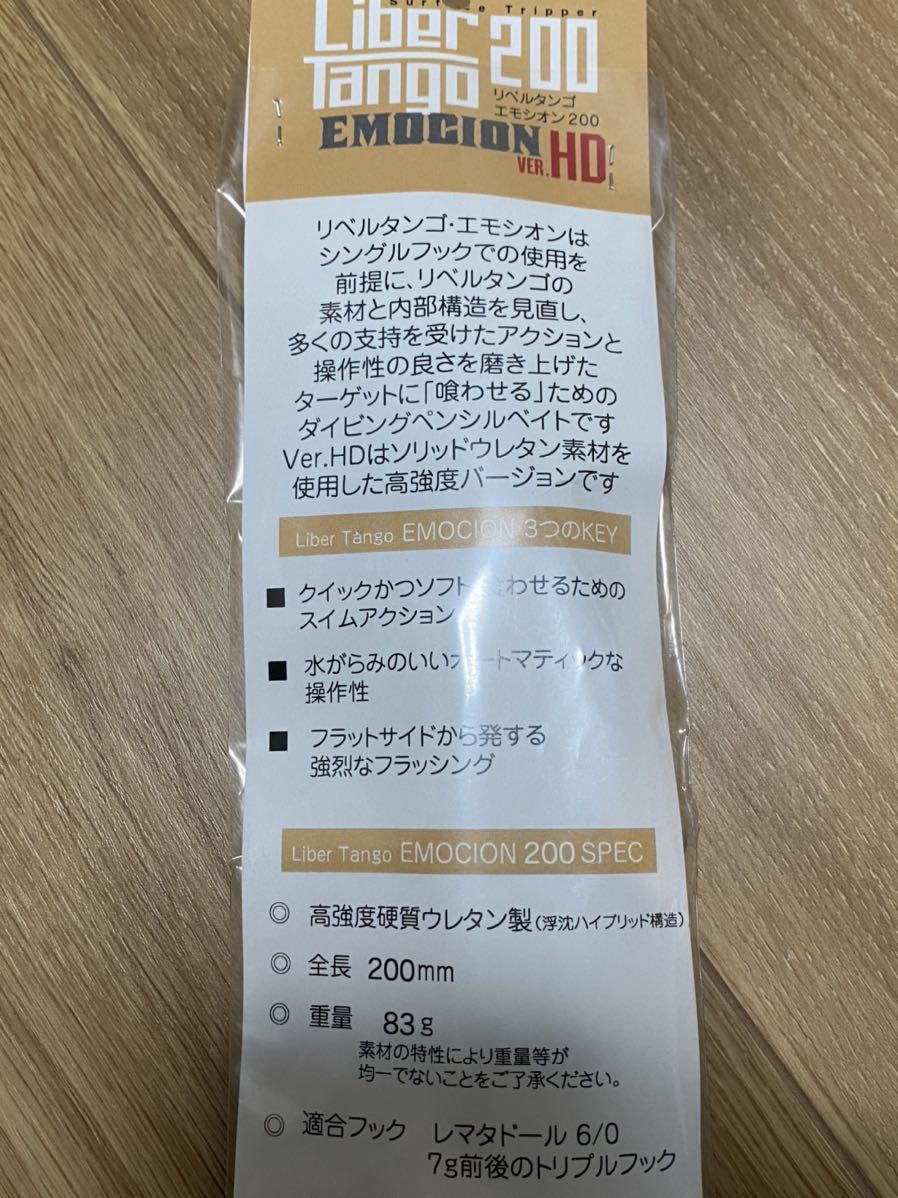 Surface Tripper
Liber
Tango
200
リベルタンゴ
エモシオン 200
EMOCION
VER.HD
リベルタンゴ・エモシオンは
シングルフックでの使用を
前提に、リベルタンゴの
素材と内部構造を見直し、
多くの支持を受けたアクションと
操作性の良さを磨き上げた
ターゲットに「喰わせる」ための
ダイビングペンシルベイトです
Ver.HDはソリッドウレタン素材を
使用した高強度バージョンです
Liber Tàngo EMOCION 3つのKEY
■ クイックかつソフト 喰わせるための
スイムアクション
■ 水がらみのいいオートマティックな
操作性
■ フラットサイドから発する
強烈なフラッシング
Liber Tango EMOCION 200 SPEC
◎ 高強度硬質ウレタン製(浮沈ハイブリッド構造)
◎ 全長 200mm
◎ 重量 83g
素材の特性により重量等が
均一でないことをご了承ください。
◎ 適合フック レマタドール 6/0
7g前後のトリプルフック